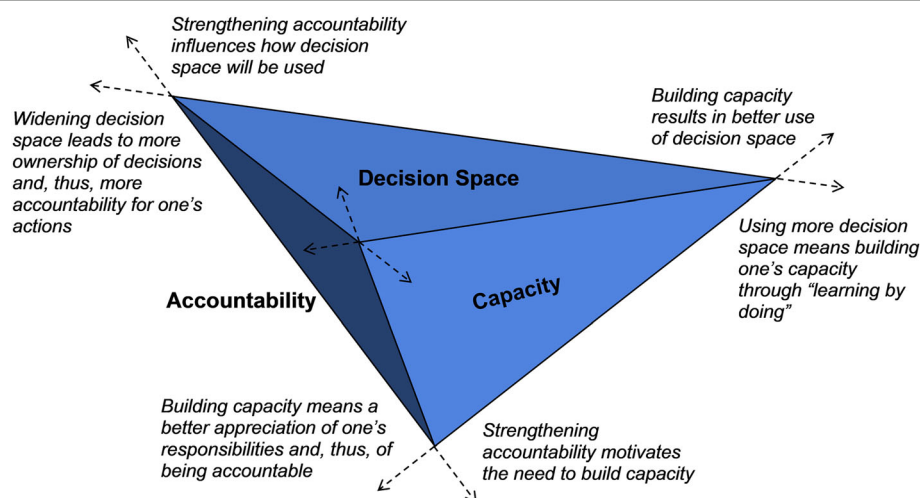 Strengthening accountability
influences how decision
space will be used
Widening decision
space leads to more
ownership of decisions
and, thus, more
accountability for one's
actions
Building capacity
results in better use
of decision space
Decision Space
Using more decision
space means building
one's capacity
through “learning by
doing”
Accountability
Capacity
Building capacity means a
better appreciation of one's
responsibilities and, thus, of
being accountable
Strengthening
accountability motivates
the need to build capacity